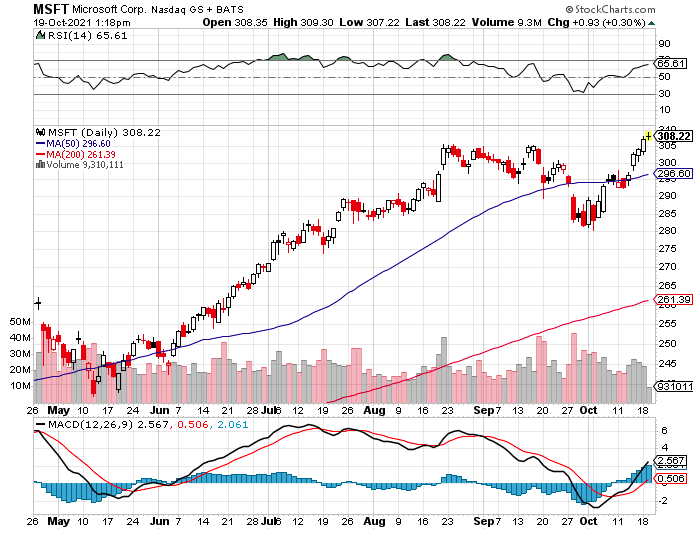 MSFT Microsoft Corp. Nasdaq GS + BATS © StockCharts.com
19-Oct-2021 1:18pm Open 308.35 High 309.30 Low 307.22 Last 308.22 Volume 9.3M Chg +0.93 (+0.30%)
RSI(14) 65.61
90
70
65.61
50
30
10
MSFT (Daily) 308.22
MA(50) 296.60
MA(200) 261.39
Volume 9,310,111
310
308.22
305
300
296.60
295
290
285
280
275
270
265
261.39
260
255
250
245
240
50M
40M
30M
20M
10M
9310111
26 May 10 17 24 Jun 7 14 21 28 Jul 6 12 19 26 Aug 9 16 23 Sep 7 13 20 27 Oct 11 18
MACD(12,26,9) 2.567, 0.506, 2.061
6
4
2.567
0.506
-2
26 May 10 17 24 Jun 7 14 21 28 Jul 6 12 19 26 Aug 9 16 23 Sep 7 13 20 27 Oct 11 18